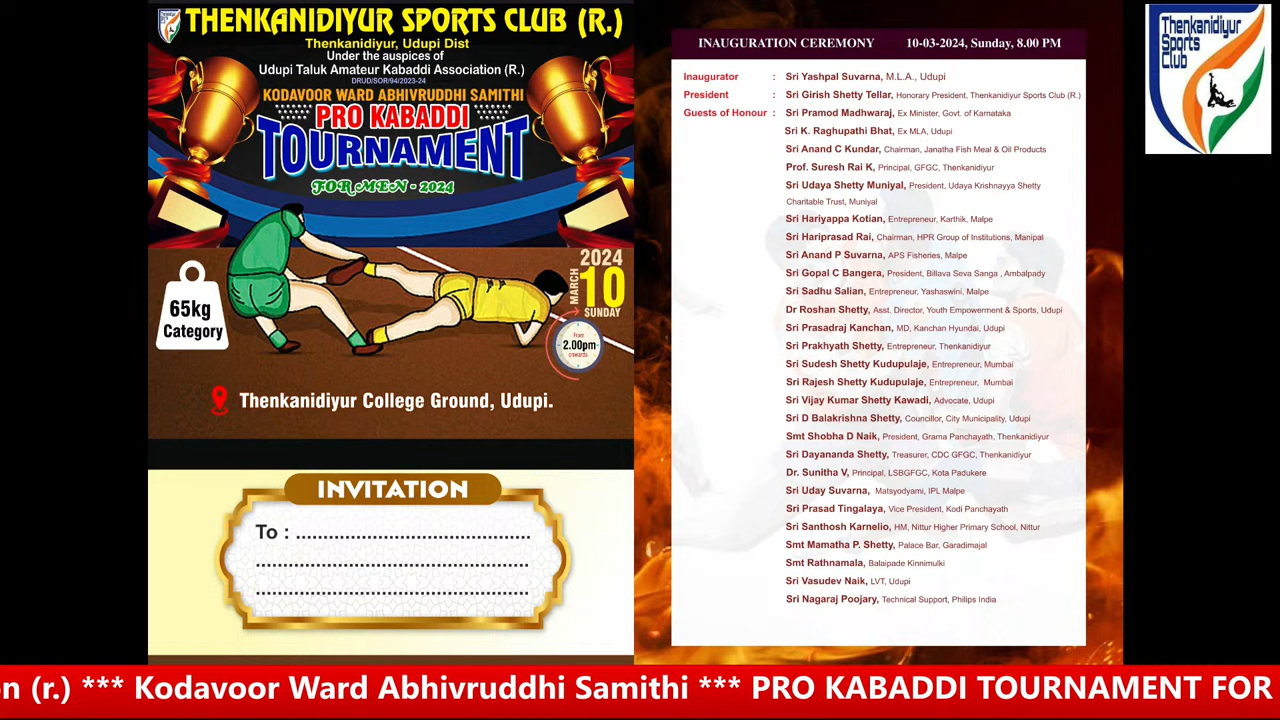 THENKANIDIYUR SPORTS CLUB (R.)
Thenkanidiyur, Udupi Dist
Under the auspices of
Udupi Taluk Amateur Kabaddi Association (R.)
DRUD/SOR/94/2023-24
KODAVOOR WARD ABHIVRUDDHI SAMITHI
PRO KABADDI
TOURNAMENT
FOR MEN - 2024
65kg
Category
2024
MARCH
10
SUNDAY
From
2.00pm
onwards
Thenkanidiyur College Ground, Udupi.
INVITATION
To : .......................................
.............................................
.............................................
INAUGURATION CEREMONY 10-03-2024, Sunday, 8.00 PM
Inaugurator : Sri Yashpal Suvarna, M.L.A., Udupi
President : Sri Girish Shetty Tellar, Honorary President, Thenkanidiyur Sports Club (R.)
Guests of Honour : Sri Pramod Madhwaraj, Ex Minister, Govt. of Karnataka
Sri K. Raghupathi Bhat, Ex MLA, Udupi
Sri Anand C Kundar, Chairman, Janatha Fish Meal & Oil Products
Prof. Suresh Rai K, Principal, GFGC, Thenkanidiyur
Sri Udaya Shetty Muniyal, President, Udaya Krishnayya Shetty
Charitable Trust, Muniyal
Sri Hariyappa Kotian, Entrepreneur, Karthik, Malpe
Sri Hariprasad Rai, Chairman, HPR Group of Institutions, Manipal
Sri Anand P Suvarna, APS Fisheries, Malpe
Sri Gopal C Bangera, President, Billava Seva Sanga , Ambalpady
Sri Sadhu Salian, Entrepreneur, Yashaswini, Malpe
Dr Roshan Shetty, Asst. Director, Youth Empowerment & Sports, Udupi
Sri Prasadraj Kanchan, MD, Kanchan Hyundai, Udupi
Sri Prakhyath Shetty, Entrepreneur, Thenkanidiyur
Sri Sudesh Shetty Kudupulaje, Entrepreneur, Mumbai
Sri Rajesh Shetty Kudupulaje, Entrepreneur, Mumbai
Sri Vijay Kumar Shetty Kawadi, Advocate, Udupi
Sri D Balakrishna Shetty, Councillor, City Municipality, Udupi
Smt Shobha D Naik, President, Grama Panchayath, Thenkanidiyur
Sri Dayananda Shetty, Treasurer, CDC GFGC, Thenkanidiyur
Dr. Sunitha V, Principal, LSBGFGC, Kota Padukere
Sri Uday Suvarna, Matsyodyami, IPL Malpe
Sri Prasad Tingalaya, Vice President, Kodi Panchayath
Sri Santhosh Karnelio, HM, Nittur Higher Primary School, Nittur
Smt Mamatha P. Shetty, Palace Bar, Garadimajal
Smt Rathnamala, Balaipade Kinnimulki
Sri Vasudev Naik, LVT, Udupi
Sri Nagaraj Poojary, Technical Support, Philips India
Thenkanidiyur
Sports
Club
n (r.) *** Kodavoor Ward Abhivruddhi Samithi *** PRO KABADDI TOURNAMENT FOR